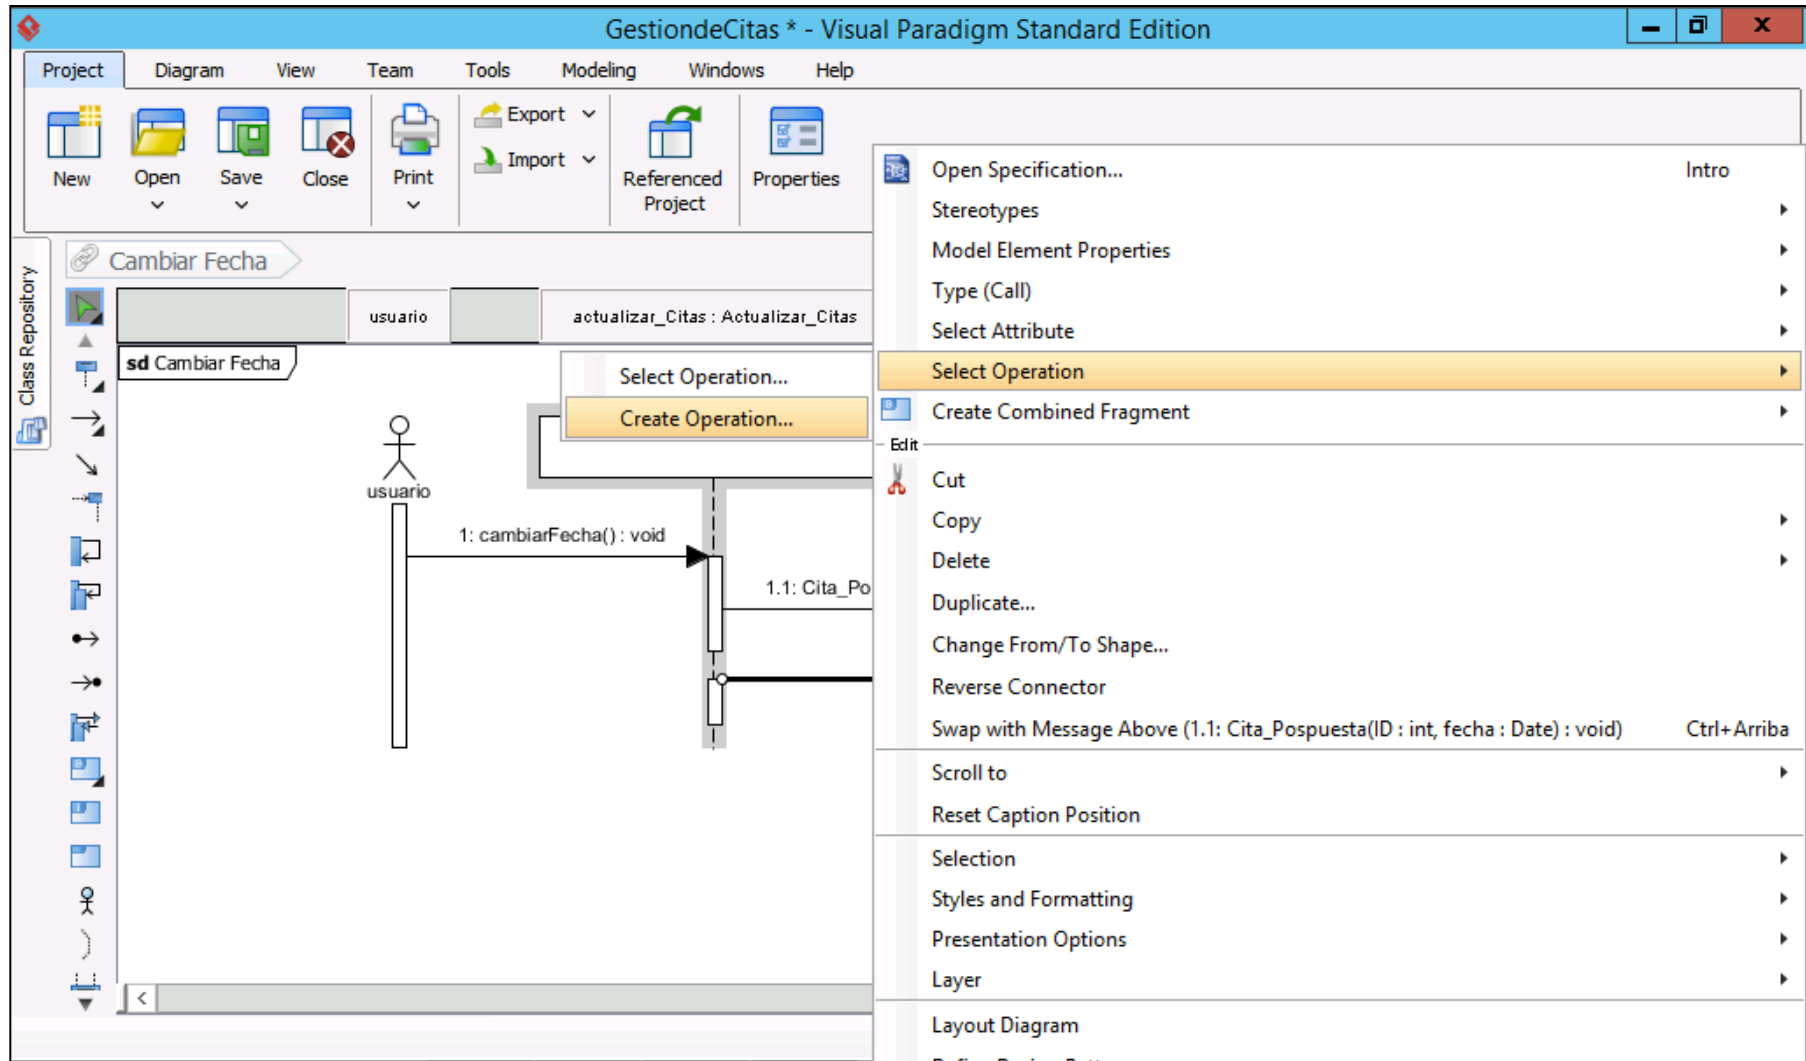 GestiondeCitas * - Visual Paradigm Standard Edition
Project Diagram View Team Tools Modeling Windows Help
New
Open
Save
Close
Print
Export
Import
Referenced
Project
Properties
Class Repository
Cambiar Fecha
usuario
actualizar_Citas : Actualizar_Citas
sd Cambiar Fecha
usuario
1: cambiarFecha() : void
1.1: Cita_Po
Select Operation...
Create Operation...
Open Specification... Intro
Stereotypes
Model Element Properties
Type (Call)
Select Attribute
Select Operation
Create Combined Fragment
Edit
Cut
Copy
Delete
Duplicate...
Change From/To Shape...
Reverse Connector
Swap with Message Above (1.1: Cita_Pospuesta(ID : int, fecha : Date) : void) Ctrl+Arriba
Scroll to
Reset Caption Position
Selection
Styles and Formatting
Presentation Options
Layer
Layout Diagram